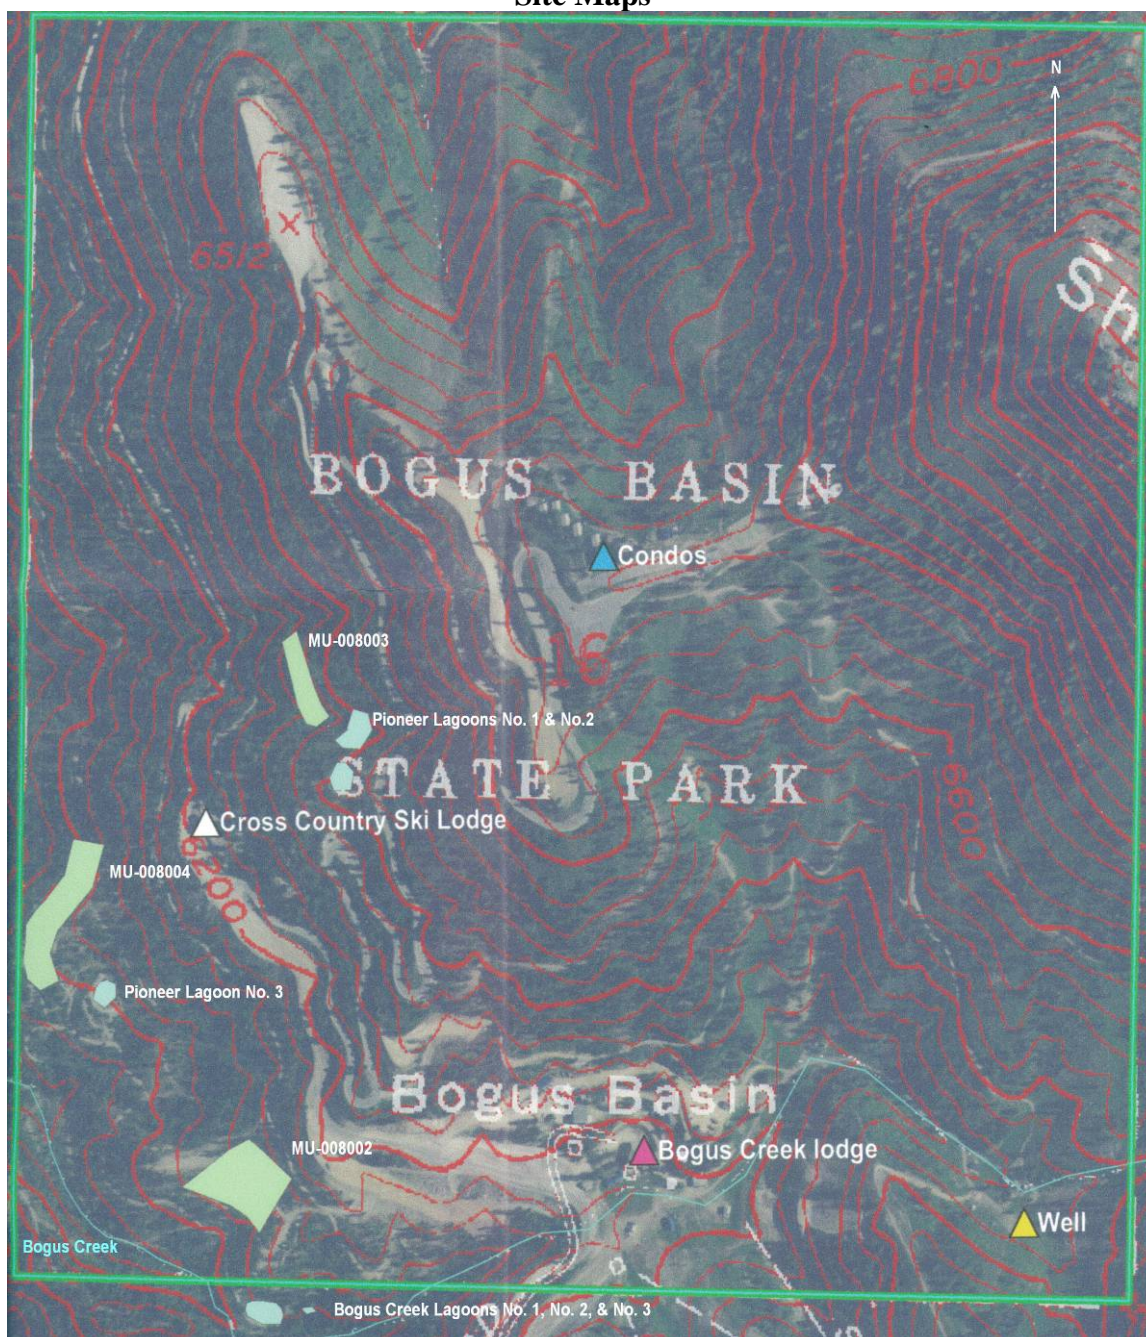 Site Maps
6800
N
6512
Sh
BOGUS BASIN
Condos
MU-008003
16
Pioneer Lagoons No. 1 & No.2
STATE PARK
6600
Cross Country Ski Lodge
MU-008004
6200
Pioneer Lagoon No. 3
Bogus Basin
MU-008002
Bogus Creek lodge
Well
Bogus Creek
Bogus Creek Lagoons No. 1, No. 2, & No. 3